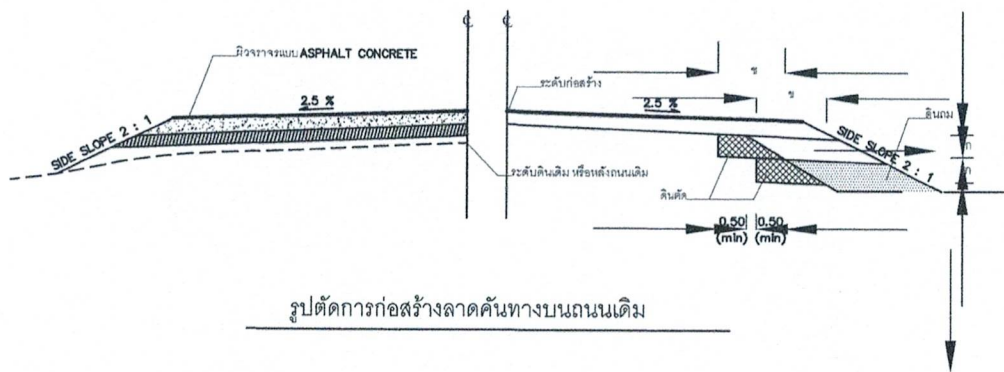 ℄ ℄
ผิวจราจรแบบ ASPHALT CONCRETE
ข
ระดับก่อสร้าง
ข
2.5 %
2.5 %
ดินถม
SIDE SLOPE 2 : 1
SIDE SLOPE 2 : 1
ก
ก
ระดับดินเดิม หรือหลังถนนเดิม
ดินตัด
0.50 0.50
(min) (min)
รูปตัดการก่อสร้างลาดคันทางบนถนนเดิม